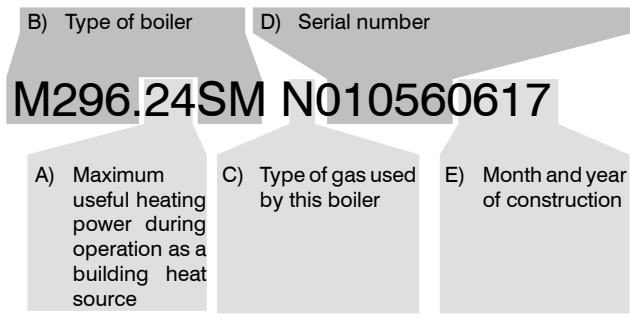 B) Type of boiler
D) Serial number
M296.24SM N010560617
A) Maximum
useful heating
power during
operation as a
building heat
source
C) Type of gas used
by this boiler
E) Month and year
of construction